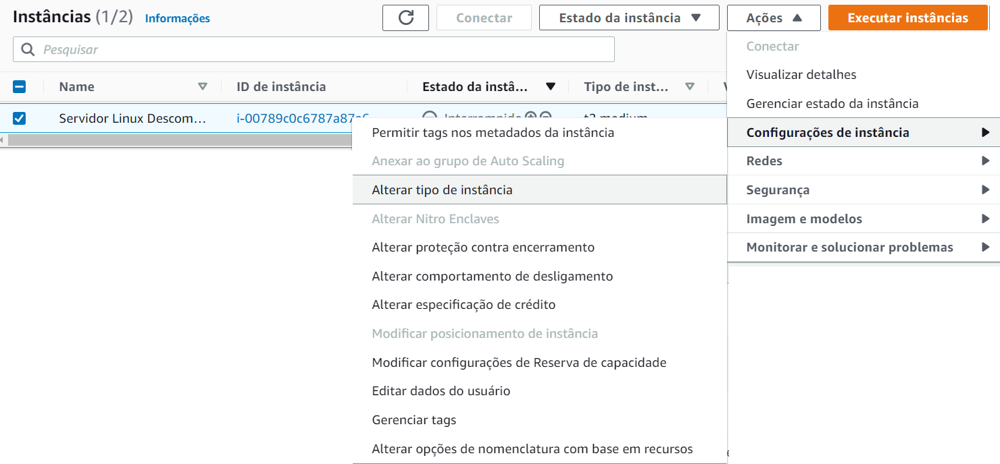 Instâncias (1/2) Informações Conectar Estado da instância Ações Executar instâncias
Pesquisar
Name ID de instância Estado da instâ... Tipo de inst...
Servidor Linux Descom... Interrompido t2.medium
Conectar
Visualizar detalhes
Gerenciar estado da instância
Configurações de instância
Redes
Segurança
Imagem e modelos
Monitorar e solucionar problemas
Permitir tags nos metadados da instância
Anexar ao grupo de Auto Scaling
Alterar tipo de instância
Alterar Nitro Enclaves
Alterar proteção contra encerramento
Alterar comportamento de desligamento
Alterar especificação de crédito
Modificar posicionamento de instância
Modificar configurações de Reserva de capacidade
Editar dados do usuário
Gerenciar tags
Alterar opções de nomenclatura com base em recursos